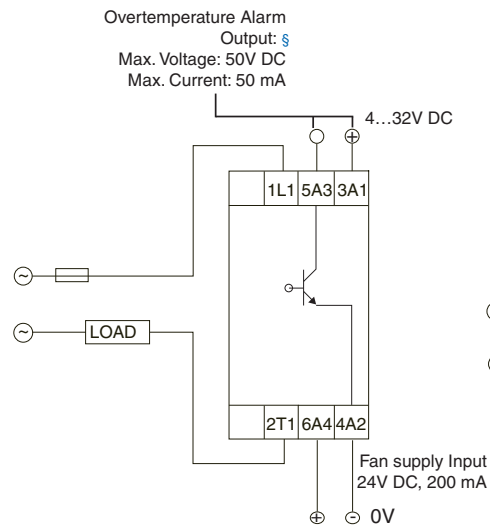 Overtemperature Alarm
Output: §
Max. Voltage: 50V DC
Max. Current: 50 mA
4…32V DC
1L1 5A3 3A1
LOAD
2T1 6A4 4A2
Fan supply Input
24V DC, 200 mA
0V